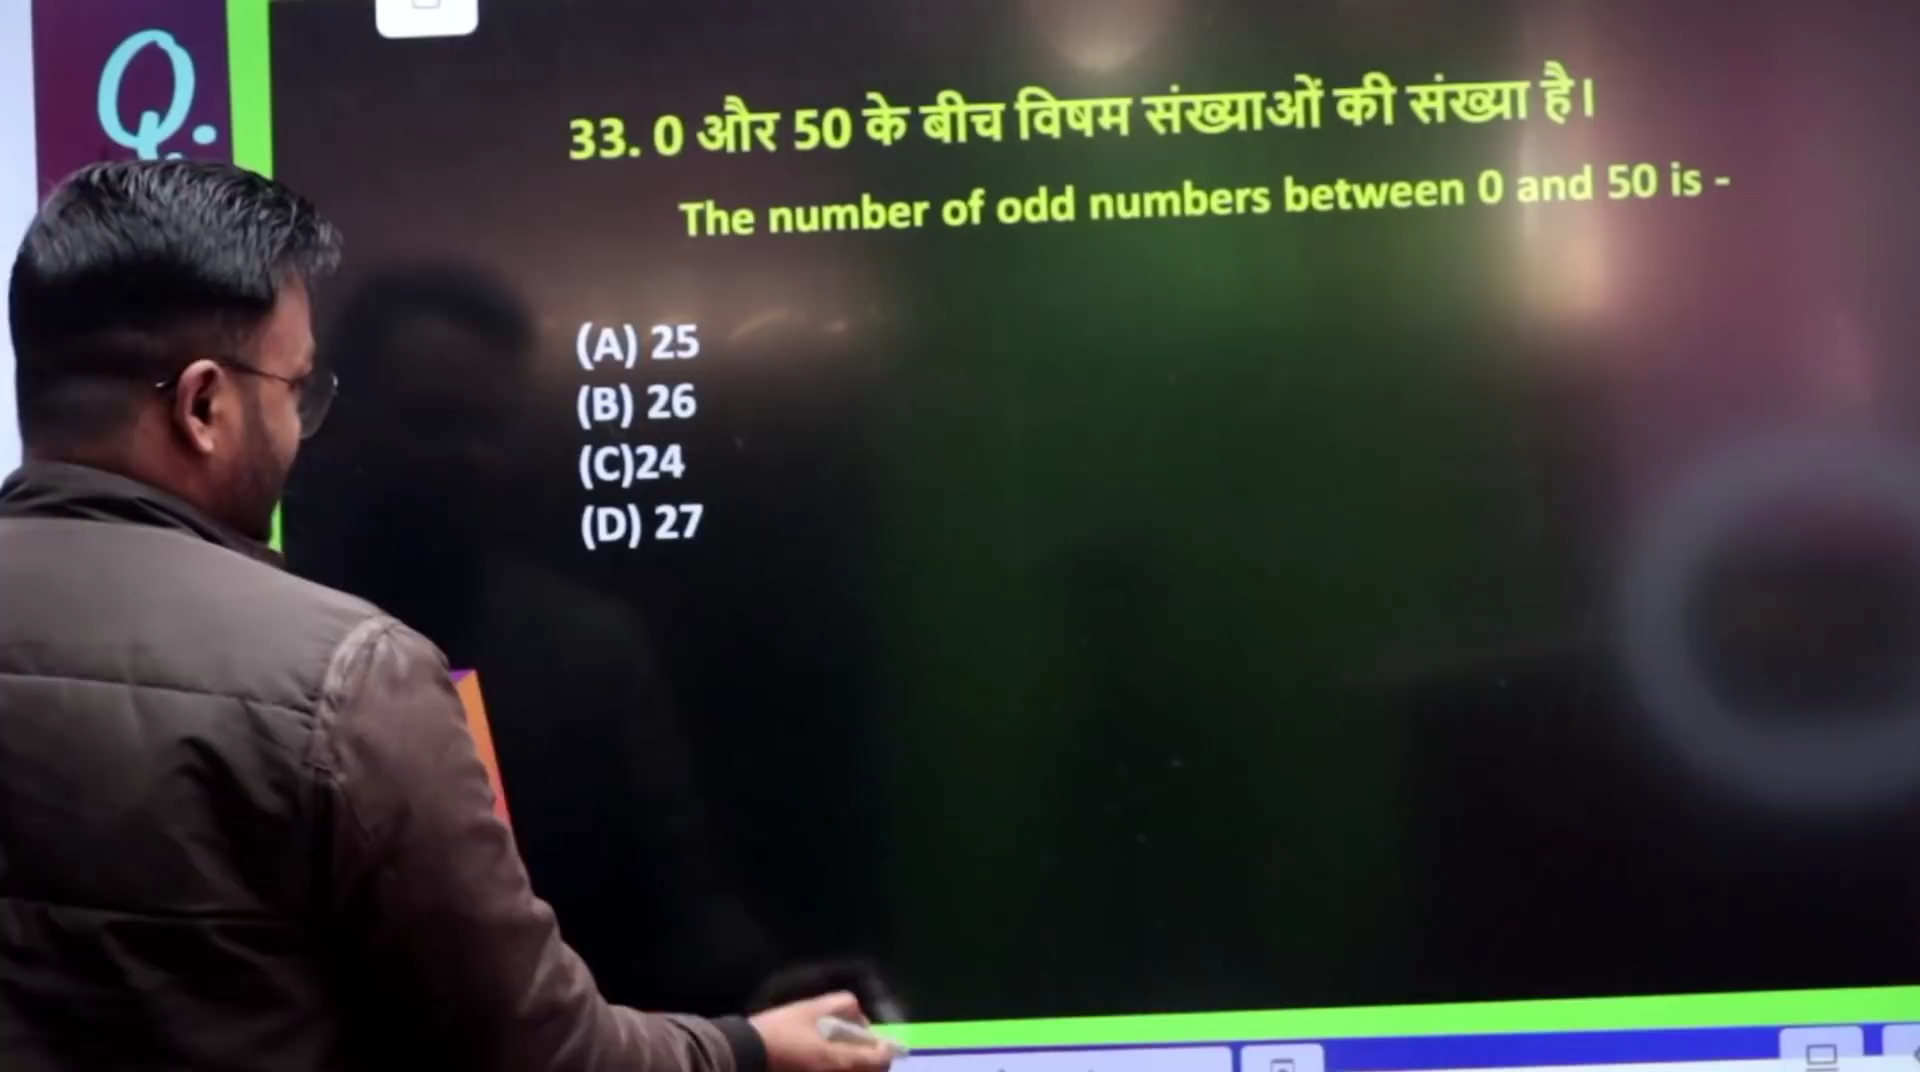 Q.
33. 0 और 50 के बीच विषम संख्याओं की संख्या है।
The number of odd numbers between 0 and 50 is -
(A) 25
(B) 26
(C)24
(D) 27